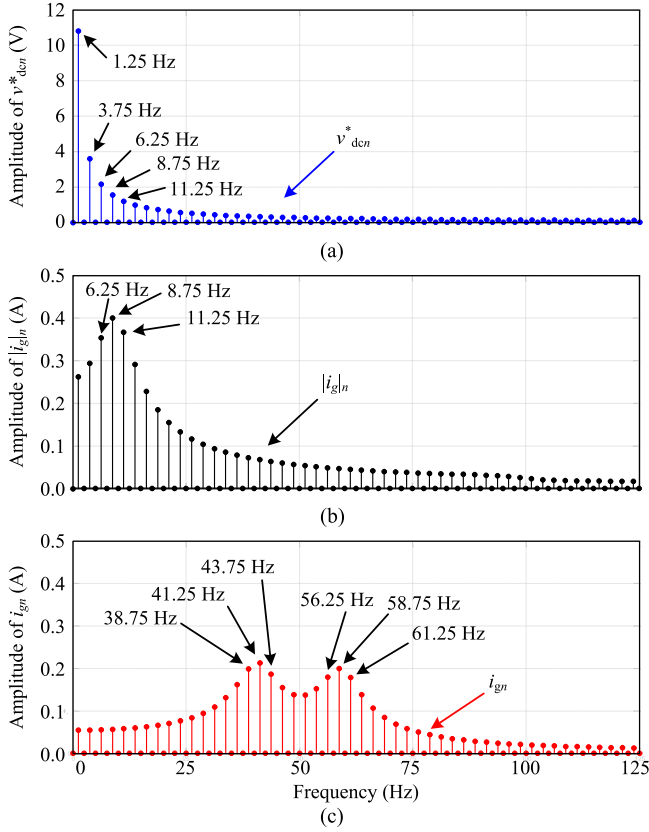 Amplitude of v*dcn (V)
12
10
8
6
4
2
0
1.25 Hz
3.75 Hz
6.25 Hz
8.75 Hz
11.25 Hz
v*dcn
(a)
Amplitude of |ig|n (A)
0.5
0.4
0.3
0.2
0.1
0.0
6.25 Hz
8.75 Hz
11.25 Hz
|ig|n
(b)
Amplitude of ign (A)
0.5
0.4
0.3
0.2
0.1
0.0
43.75 Hz
41.25 Hz
38.75 Hz
56.25 Hz
58.75 Hz
61.25 Hz
ign
0 25 50 75 100 125
Frequency (Hz)
(c)